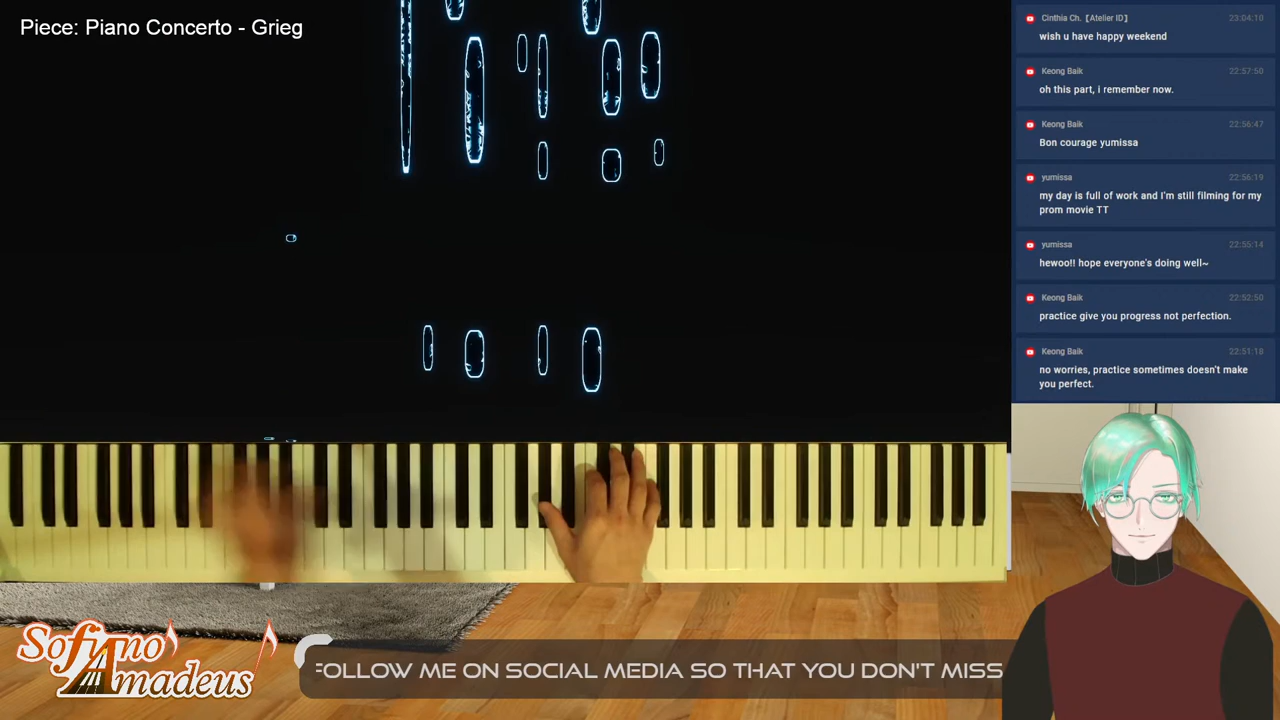 Piece: Piano Concerto - Grieg
Cinthia Ch.【Atelier ID】 23:04:10
wish u have happy weekend
Keong Baik 22:57:50
oh this part, i remember now.
Keong Baik 22:56:47
Bon courage yumissa
yumissa 22:56:19
my day is full of work and I'm still filming for my
prom movie TT
yumissa 22:55:14
hewoo!! hope everyone's doing well~
Keong Baik 22:52:50
practice give you progress not perfection.
Keong Baik 22:51:18
no worries, practice sometimes doesn't make
you perfect.
Sofiano
Amadeus
FOLLOW ME ON SOCIAL MEDIA SO THAT YOU DON'T MISS